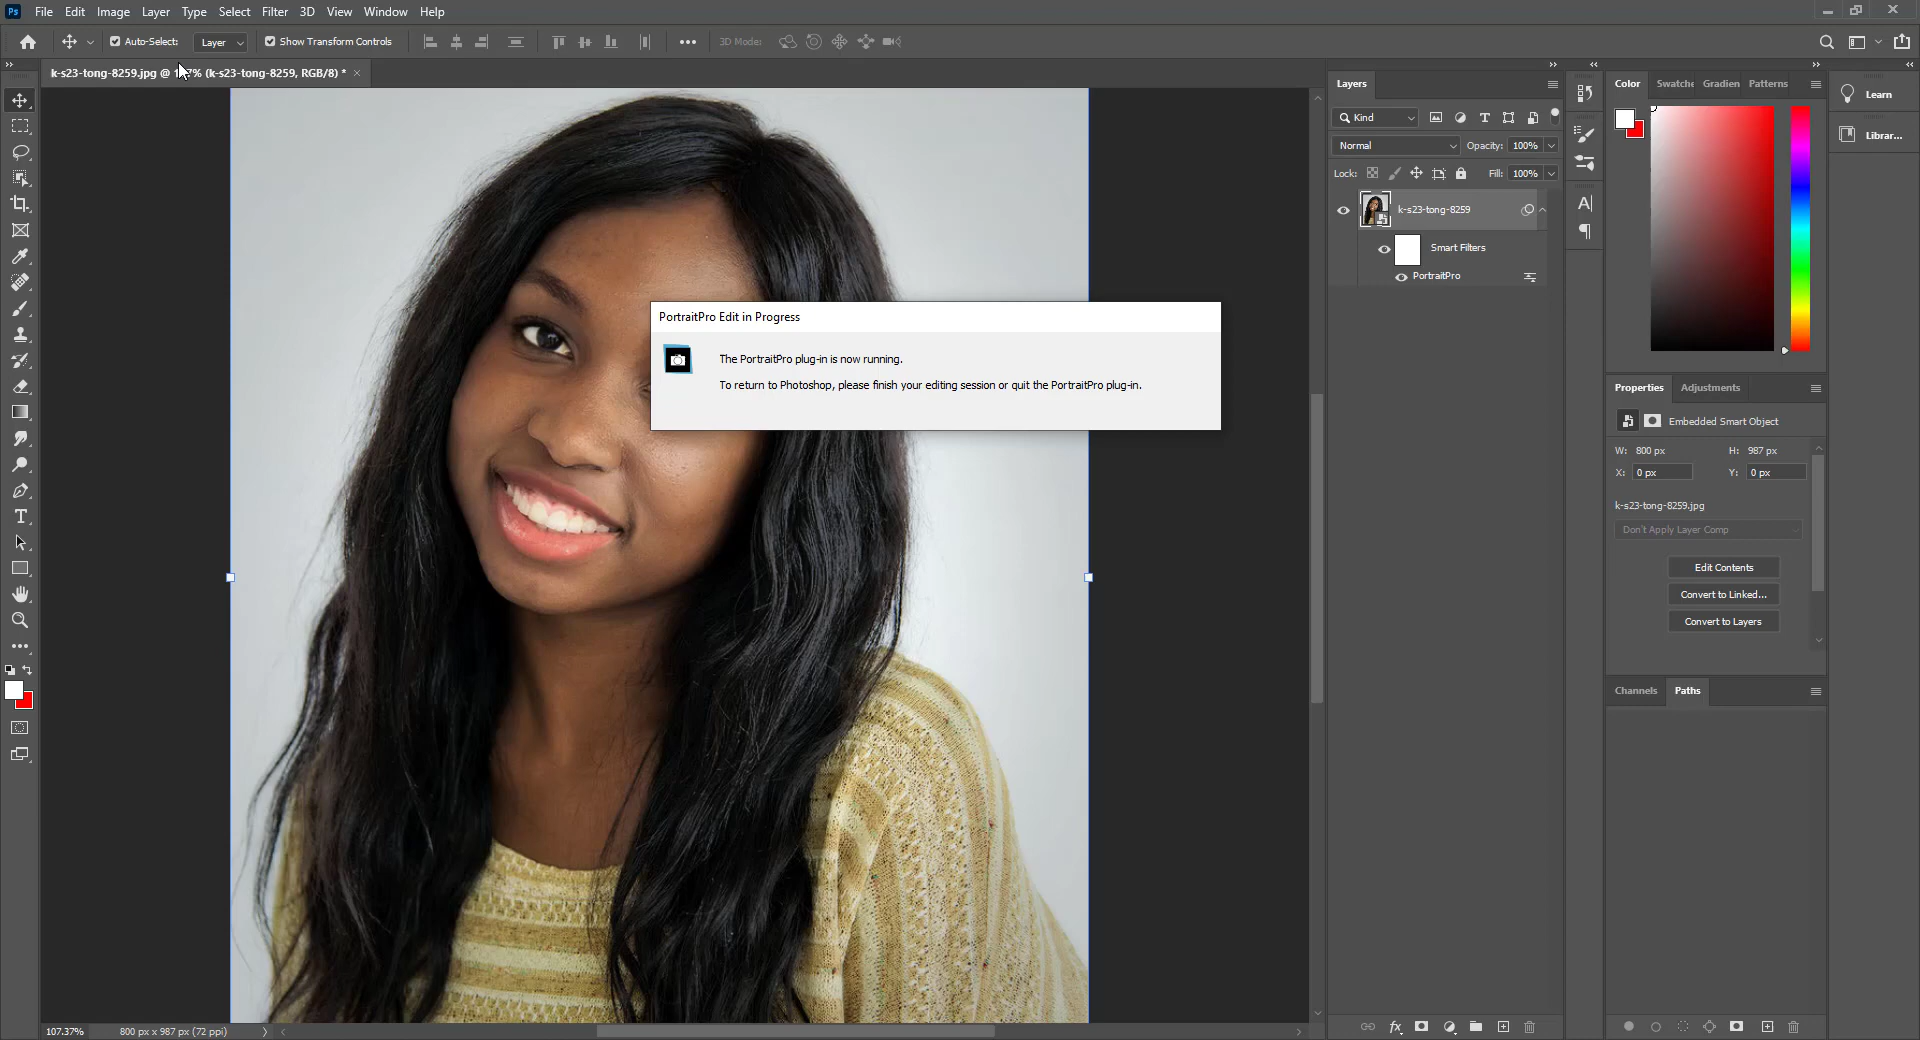 Ps File Edit Image Layer Type Select Filter 3D View Window Help
Auto-Select: Layer Show Transform Controls 3D Mode:
k-s23-tong-8259.jpg @ 7% (k-s23-tong-8259, RGB/8) *
PortraitPro Edit in Progress
The PortraitPro plug-in is now running.
To return to Photoshop, please finish your editing session or quit the PortraitPro plug-in.
107.37% 800 px x 987 px (72 ppi)
Layers
Kind
Normal Opacity: 100%
Lock: Fill: 100%
k-s23-tong-8259
Smart Filters
PortraitPro
fx
Color Swatche Gradien Patterns
Properties Adjustments
Embedded Smart Object
W: 800 px H: 987 px
X: 0 px Y: 0 px
k-s23-tong-8259.jpg
Don't Apply Layer Comp
Edit Contents
Convert to Linked...
Convert to Layers
Channels Paths
Learn
Librar...